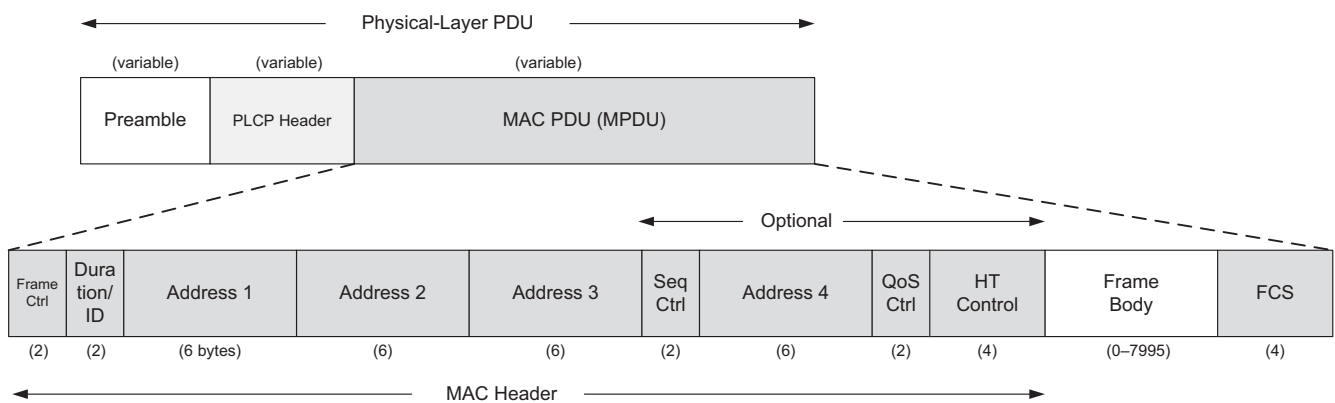 Physical-Layer PDU
(variable) (variable) (variable)
Preamble PLCP Header MAC PDU (MPDU)
Optional
Frame
Ctrl
Dura
tion/
ID
Address 1
Address 2
Address 3
Seq
Ctrl
Address 4
QoS
Ctrl
HT
Control
Frame
Body
FCS
(2) (2) (6 bytes) (6) (6) (2) (6) (2) (4) (0–7995) (4)
MAC Header